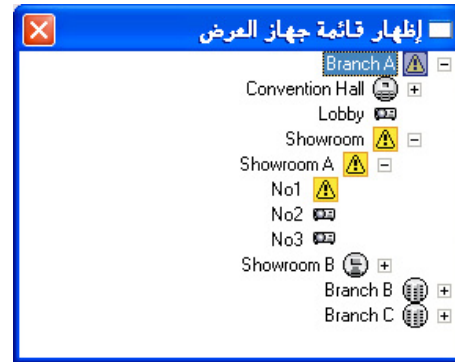 إظهار قائمة جهاز العرض
Branch A
Convention Hall
Lobby
Showroom
Showroom A
No1
No2
No3
Showroom B
Branch B
Branch C